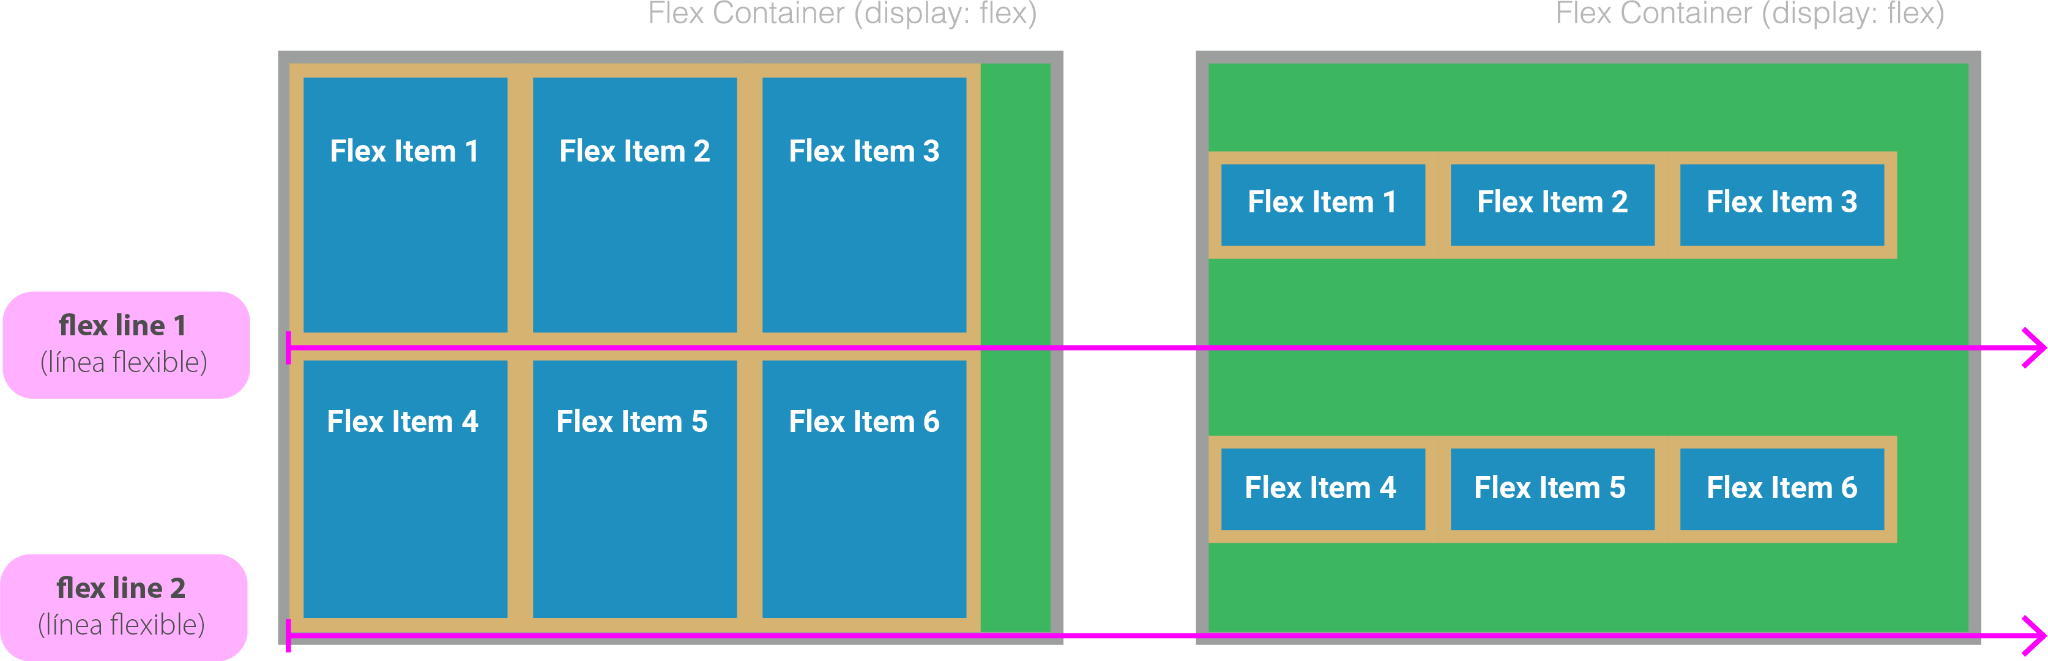 Flex Container (display: flex)
Flex Container (display: flex)
Flex Item 1
Flex Item 2
Flex Item 3
Flex Item 1
Flex Item 2
Flex Item 3
flex line 1
(línea flexible)
Flex Item 4
Flex Item 5
Flex Item 6
Flex Item 4
Flex Item 5
Flex Item 6
flex line 2
(línea flexible)